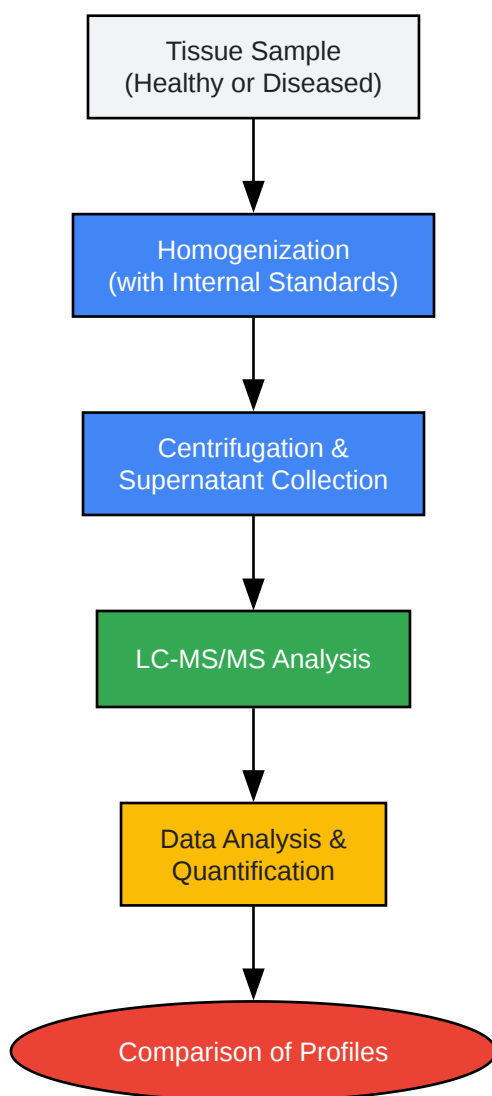 Tissue Sample
(Healthy or Diseased)
Homogenization
(with Internal Standards)
Centrifugation &
Supernatant Collection
LC-MS/MS Analysis
Data Analysis &
Quantification
Comparison of Profiles